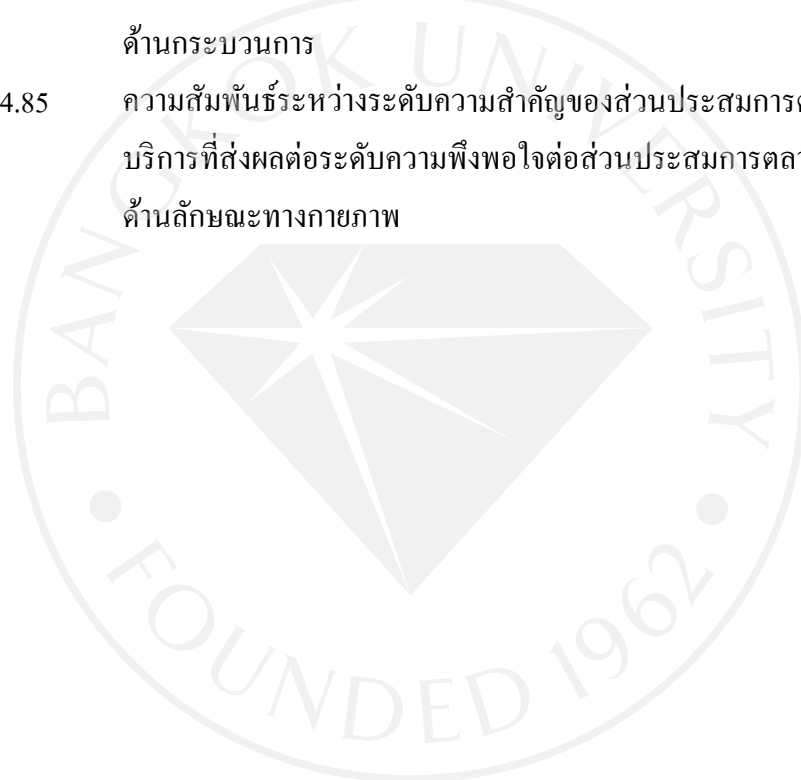 ด้านกระบวนการ
4.85 ความสัมพันธ์ระหว่างระดับความสำคัญของส่วนประสมการ
บริการที่ส่งผลต่อระดับความพึงพอใจต่อส่วนประสมการ
ด้านลักษณะทางกายภาพ
BANGKOK UNIVERSITY
FOUNDED 1962